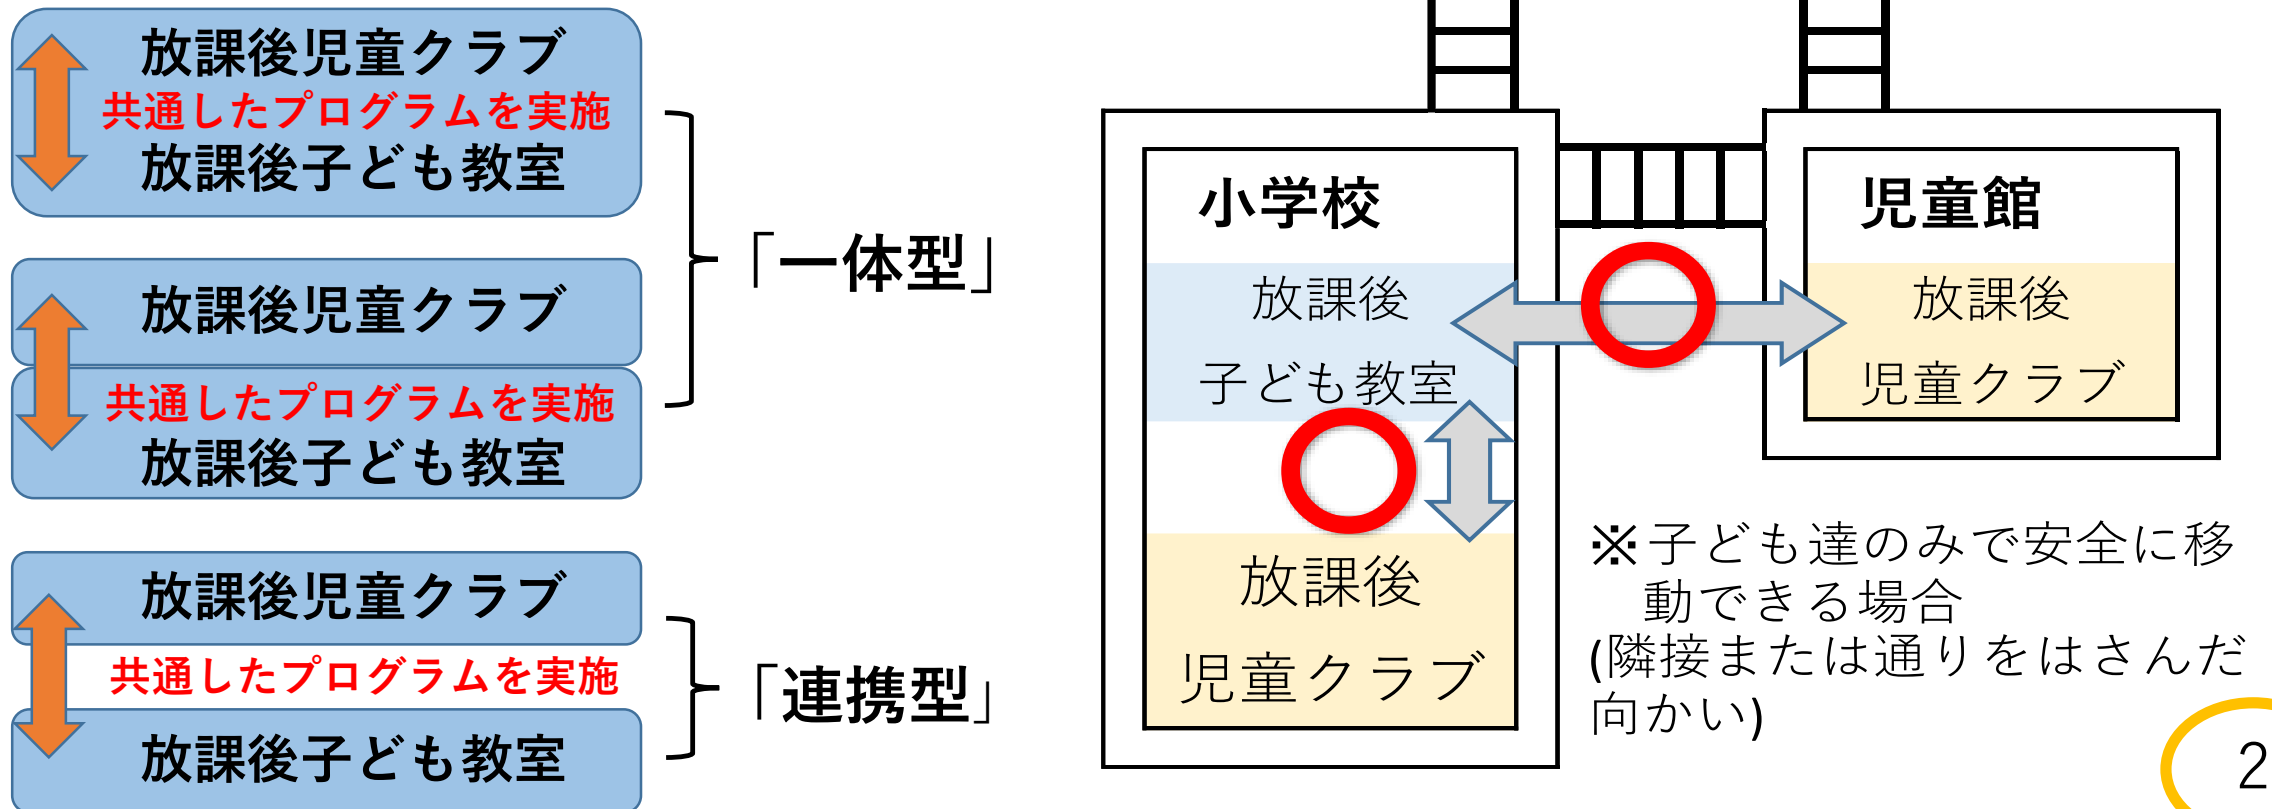 放課後児童クラブ
共通したプログラムを実施
放課後子ども教室
放課後児童クラブ
共通したプログラムを実施
放課後子ども教室
「一体型」
放課後児童クラブ
共通したプログラムを実施
放課後子ども教室
「連携型」
小学校
放課後
子ども教室
放課後
児童クラブ
児童館
放課後
児童クラブ
※子ども達のみで安全に移
動できる場合
(隣接または通りをはさんだ
向かい)
2